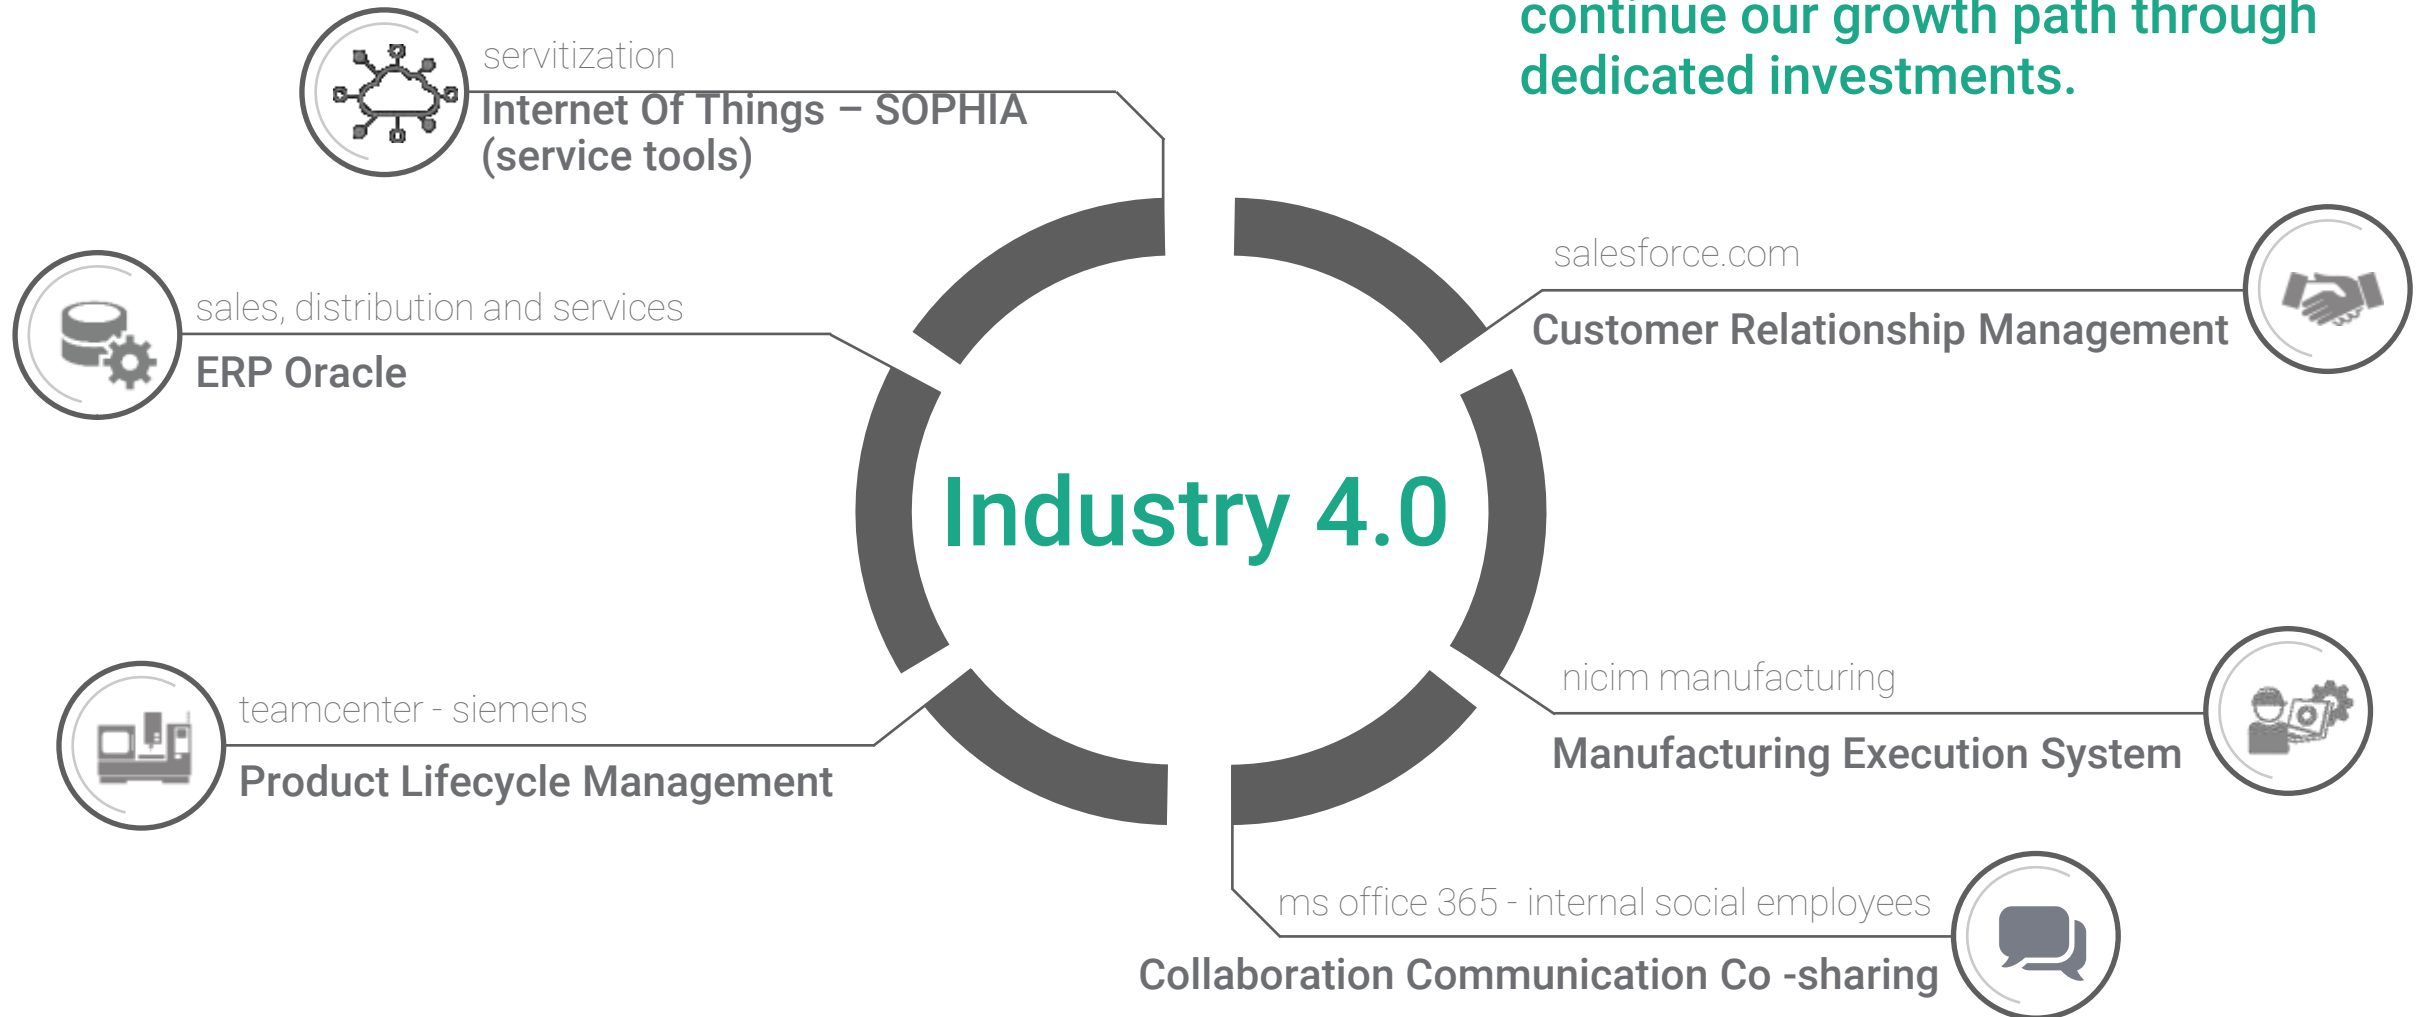 continue our growth path through
dedicated investments.
servitization
Internet Of Things – SOPHIA
(service tools)
salesforce.com
Customer Relationship Management
sales, distribution and services
ERP Oracle
Industry 4.0
nicim manufacturing
Manufacturing Execution System
teamcenter - siemens
Product Lifecycle Management
ms office 365 - internal social employees
Collaboration Communication Co -sharing